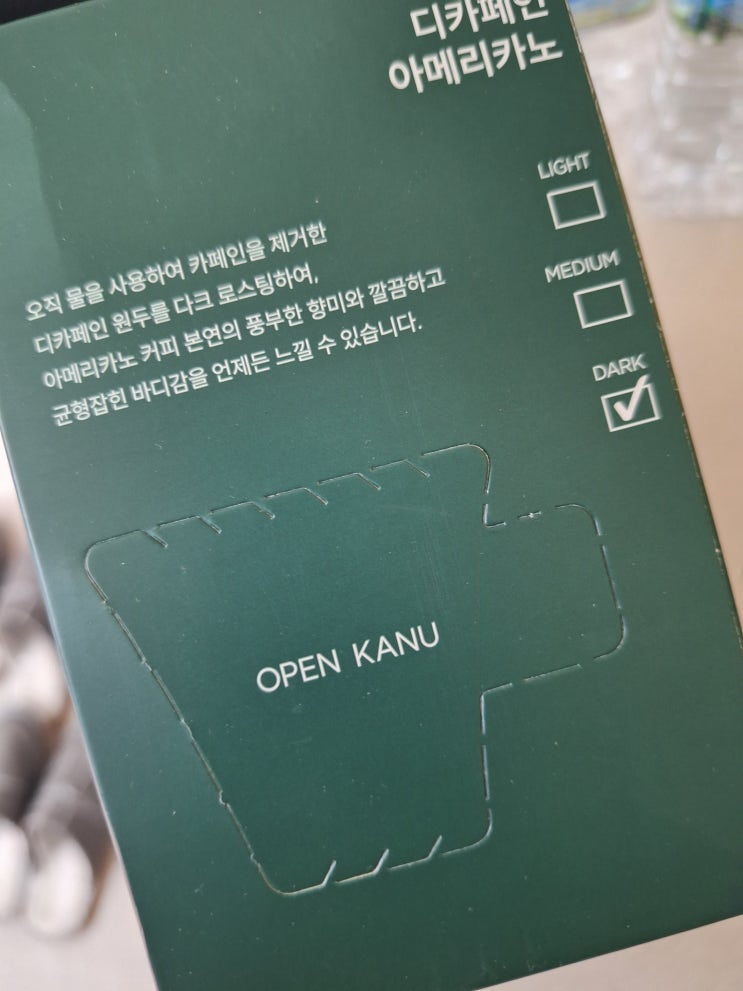 디카페인
아메리카노
LIGHT
MEDIUM
DARK
오직 물을 사용하여 카페인을 제거한
디카페인 원두를 다크 로스팅하여,
아메리카노 커피 본연의 풍부한 향미와 깔끔하고
균형잡힌 바디감을 언제든 느낄 수 있습니다.
OPEN KANU